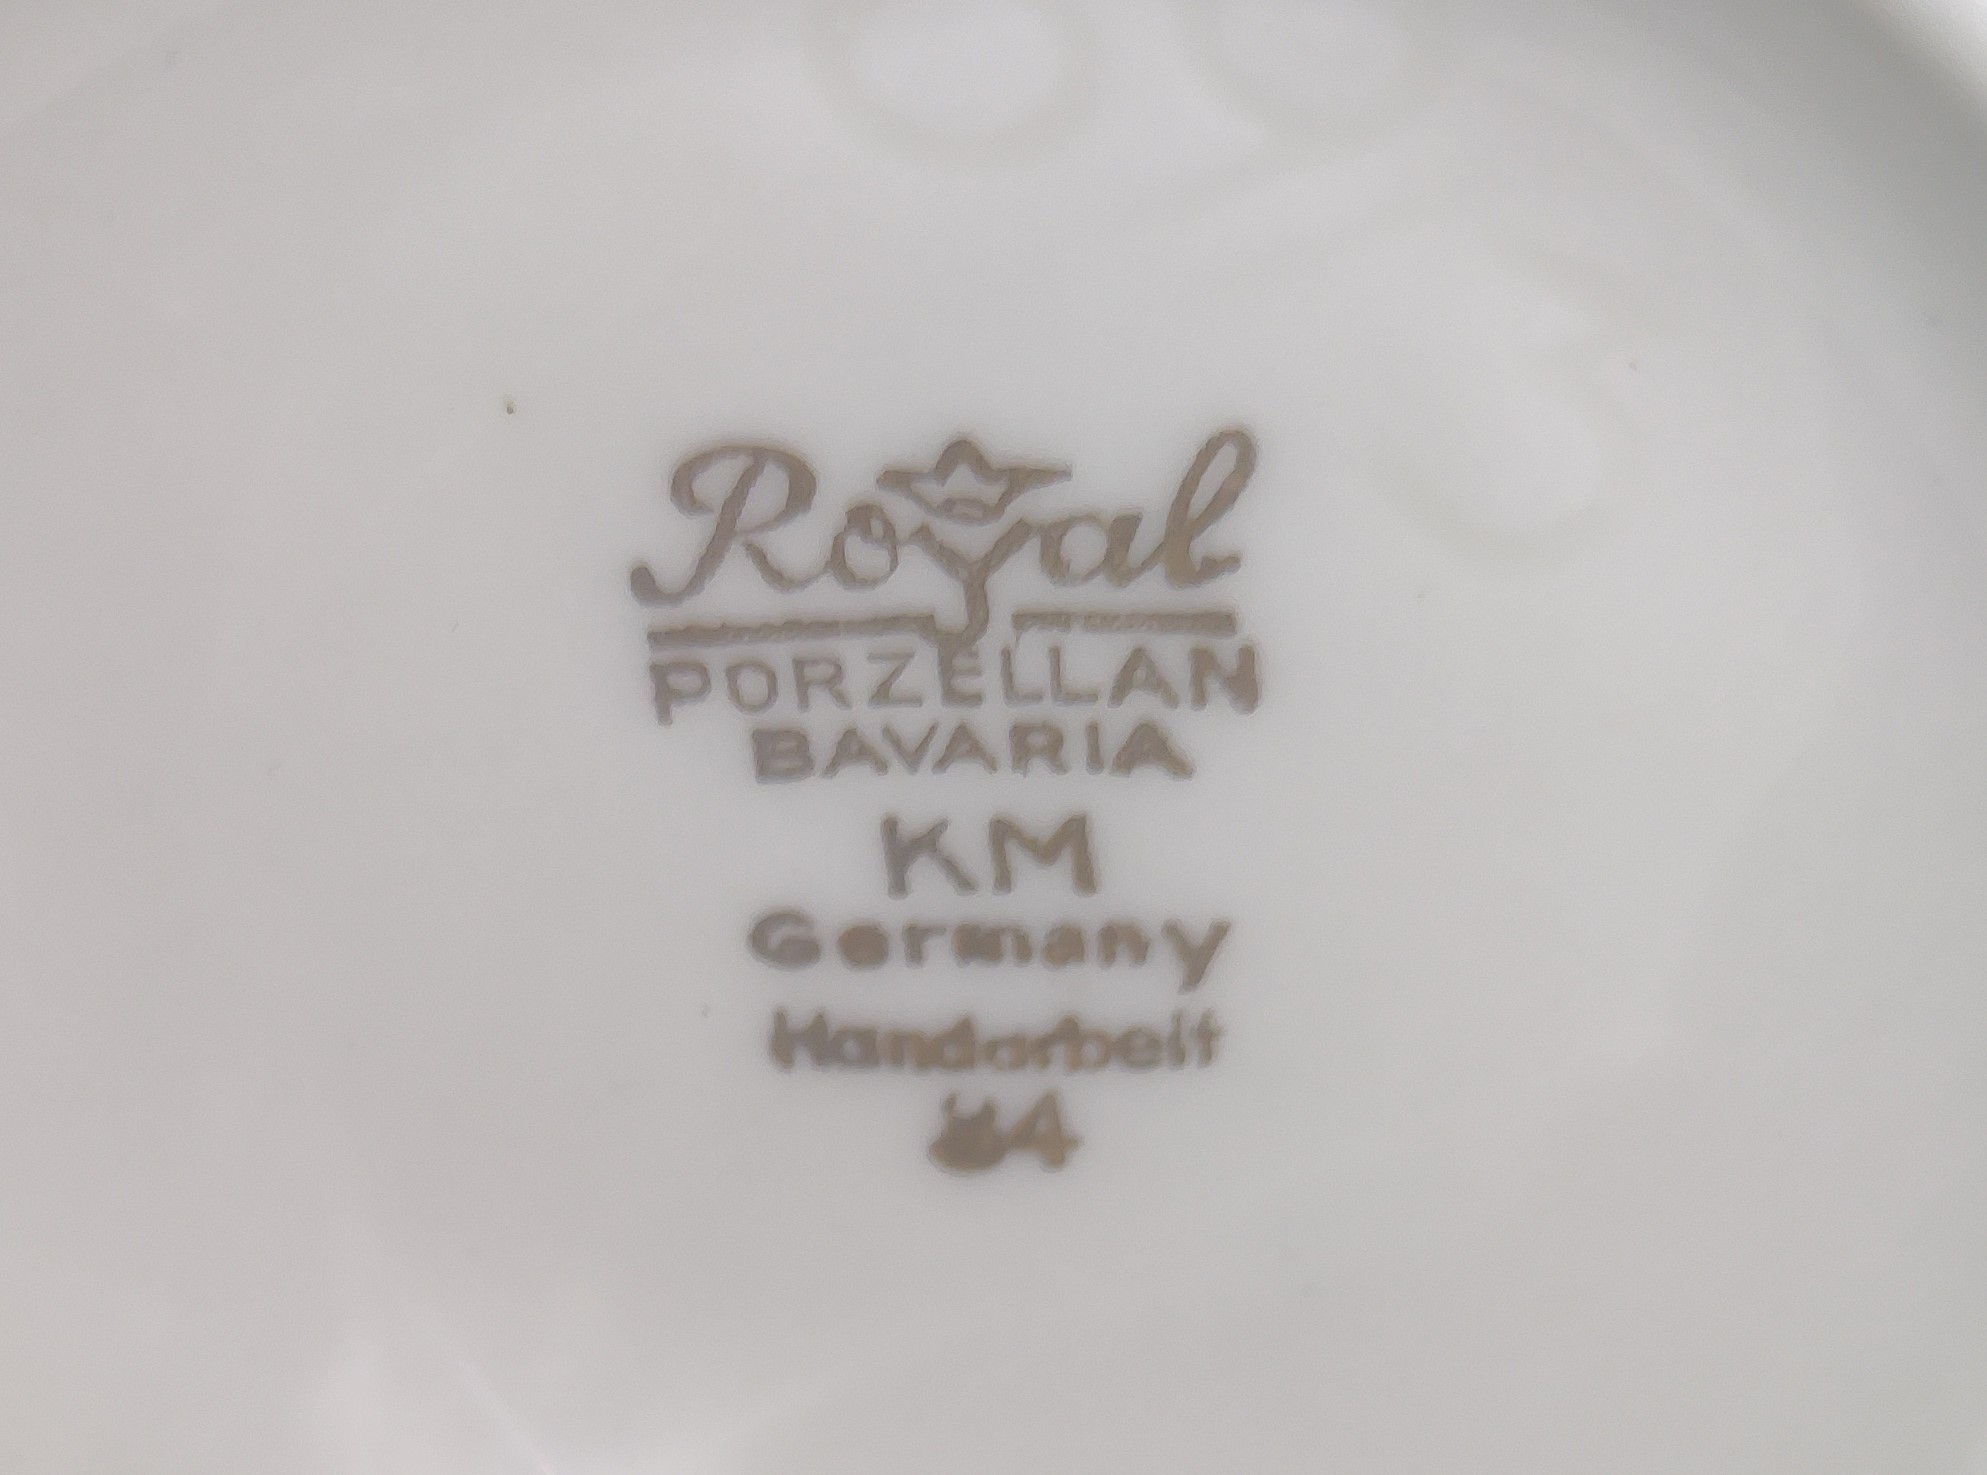 Royal
PORZELLAN
BAVARIA
KM
Germany
Handarbeit